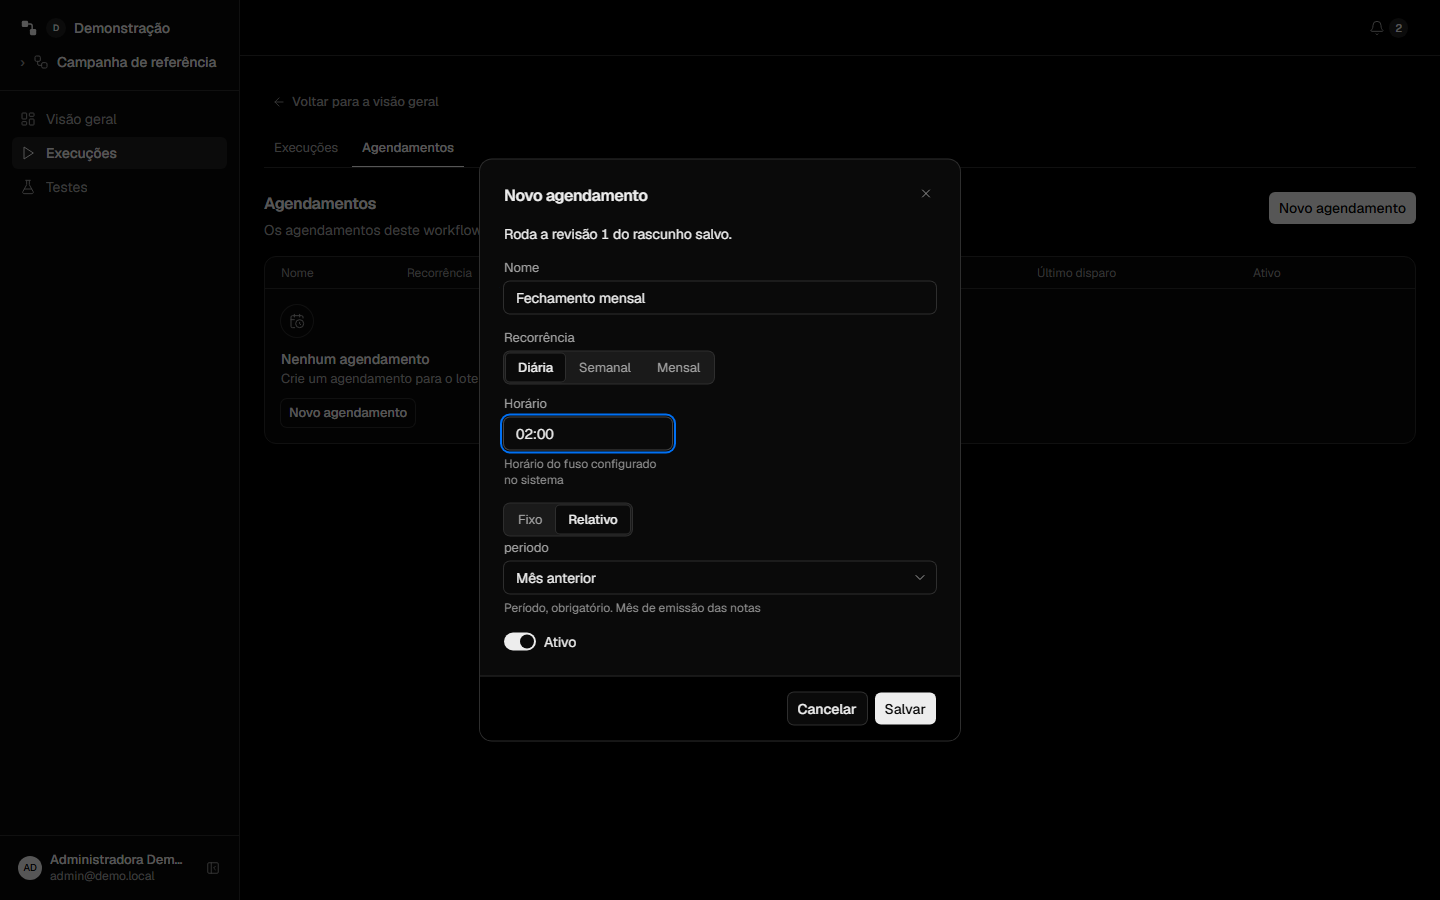 D Demonstração
Campanha de referência
2
Visão geral
Execuções
Testes
Voltar para a visão geral
Execuções
Agendamentos
Agendamentos
Os agendamentos deste workflow
Novo agendamento
Nome
Recorrência
Último disparo
Ativo
Nenhum agendamento
Crie um agendamento para o lote
Novo agendamento
Novo agendamento
Roda a revisão 1 do rascunho salvo.
Nome
Fechamento mensal
Recorrência
Diária Semanal Mensal
Horário
02:00
Horário do fuso configurado
no sistema
Fixo Relativo
periodo
Mês anterior
Período, obrigatório. Mês de emissão das notas
Ativo
Cancelar Salvar
AD
Administradora Dem...
admin@demo.local